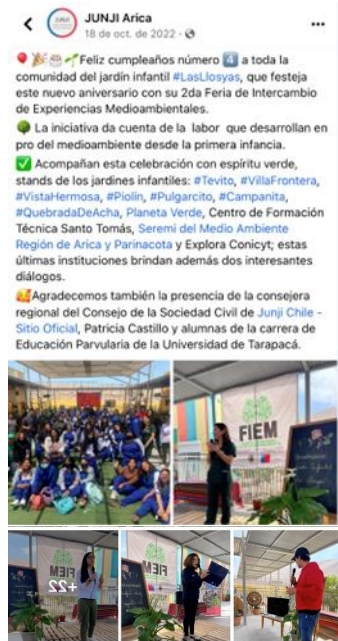 JUNJI Arica
18 de oct. de 2022
Feliz cumpleaños número 4 a toda la
comunidad del jardín infantil #LasLlosyas, que festeja
este nuevo aniversario con su 2da Feria de Intercambio
de Experiencias Medioambientales.
La iniciativa da cuenta de la labor que desarrollan en
pro del medioambiente desde la primera infancia.
Acompañan esta celebración con espíritu verde,
stands de los jardines infantiles: #Tevito, #VillaFrontera,
#VistaHermosa, #Piolín, #Pulgarcito, #Campanita,
#QuebradaDeAcha, Planeta Verde, Centro de Formación
Técnica Santo Tomás, Seremi del Medio Ambiente
Región de Arica y Parinacota y Explora Conicyt; estas
últimas instituciones brindan además dos interesantes
diálogos.
Agradecemos también la presencia de la consejera
regional del Consejo de la Sociedad Civil de Junji Chile -
Sitio Oficial, Patricia Castillo y alumnas de la carrera de
Educación Parvularia de la Universidad de Tarapacá.
FIEM
FIEM
+22
FIEM